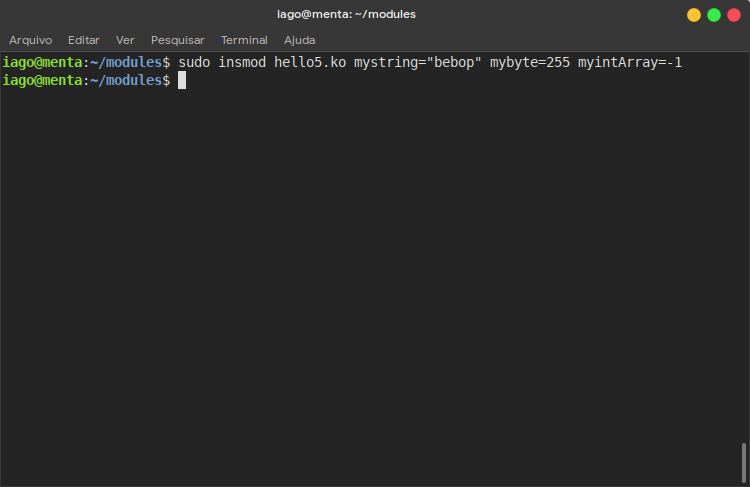 iago@menta: ~/modules
Arquivo Editar Ver Pesquisar Terminal Ajuda
iago@menta:~/modules$ sudo insmod hello5.ko mystring="bebop" mybyte=255 myintArray=-1
iago@menta:~/modules$